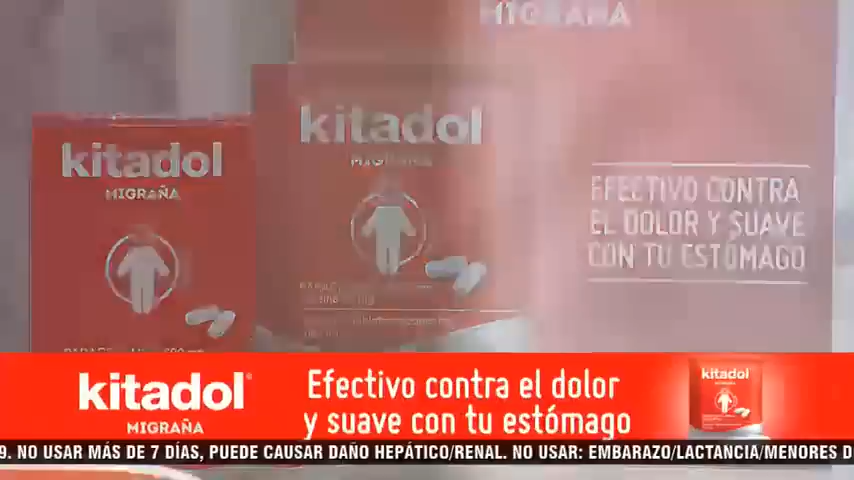 MIGRAÑA
kitadol
MIGRAÑA
kitadol
MIGRAÑA
EFECTIVO CONTRA
EL DOLOR Y SUAVE
CON TU ESTÓMAGO
kitadol
MIGRAÑA
Efectivo contra el dolor
y suave con tu estómago
kitadol
9. NO USAR MÁS DE 7 DÍAS, PUEDE CAUSAR DAÑO HEPÁTICO/RENAL. NO USAR: EMBARAZO/LACTANCIA/MENORES D